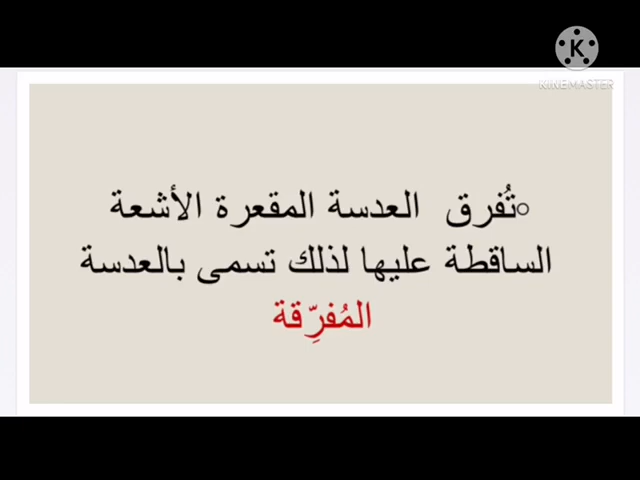 K
KINEMASTER
○تُفرق العدسة المقعرة الأشعة
الساقطة عليها لذلك تسمى بالعدسة
المُفرِّقة